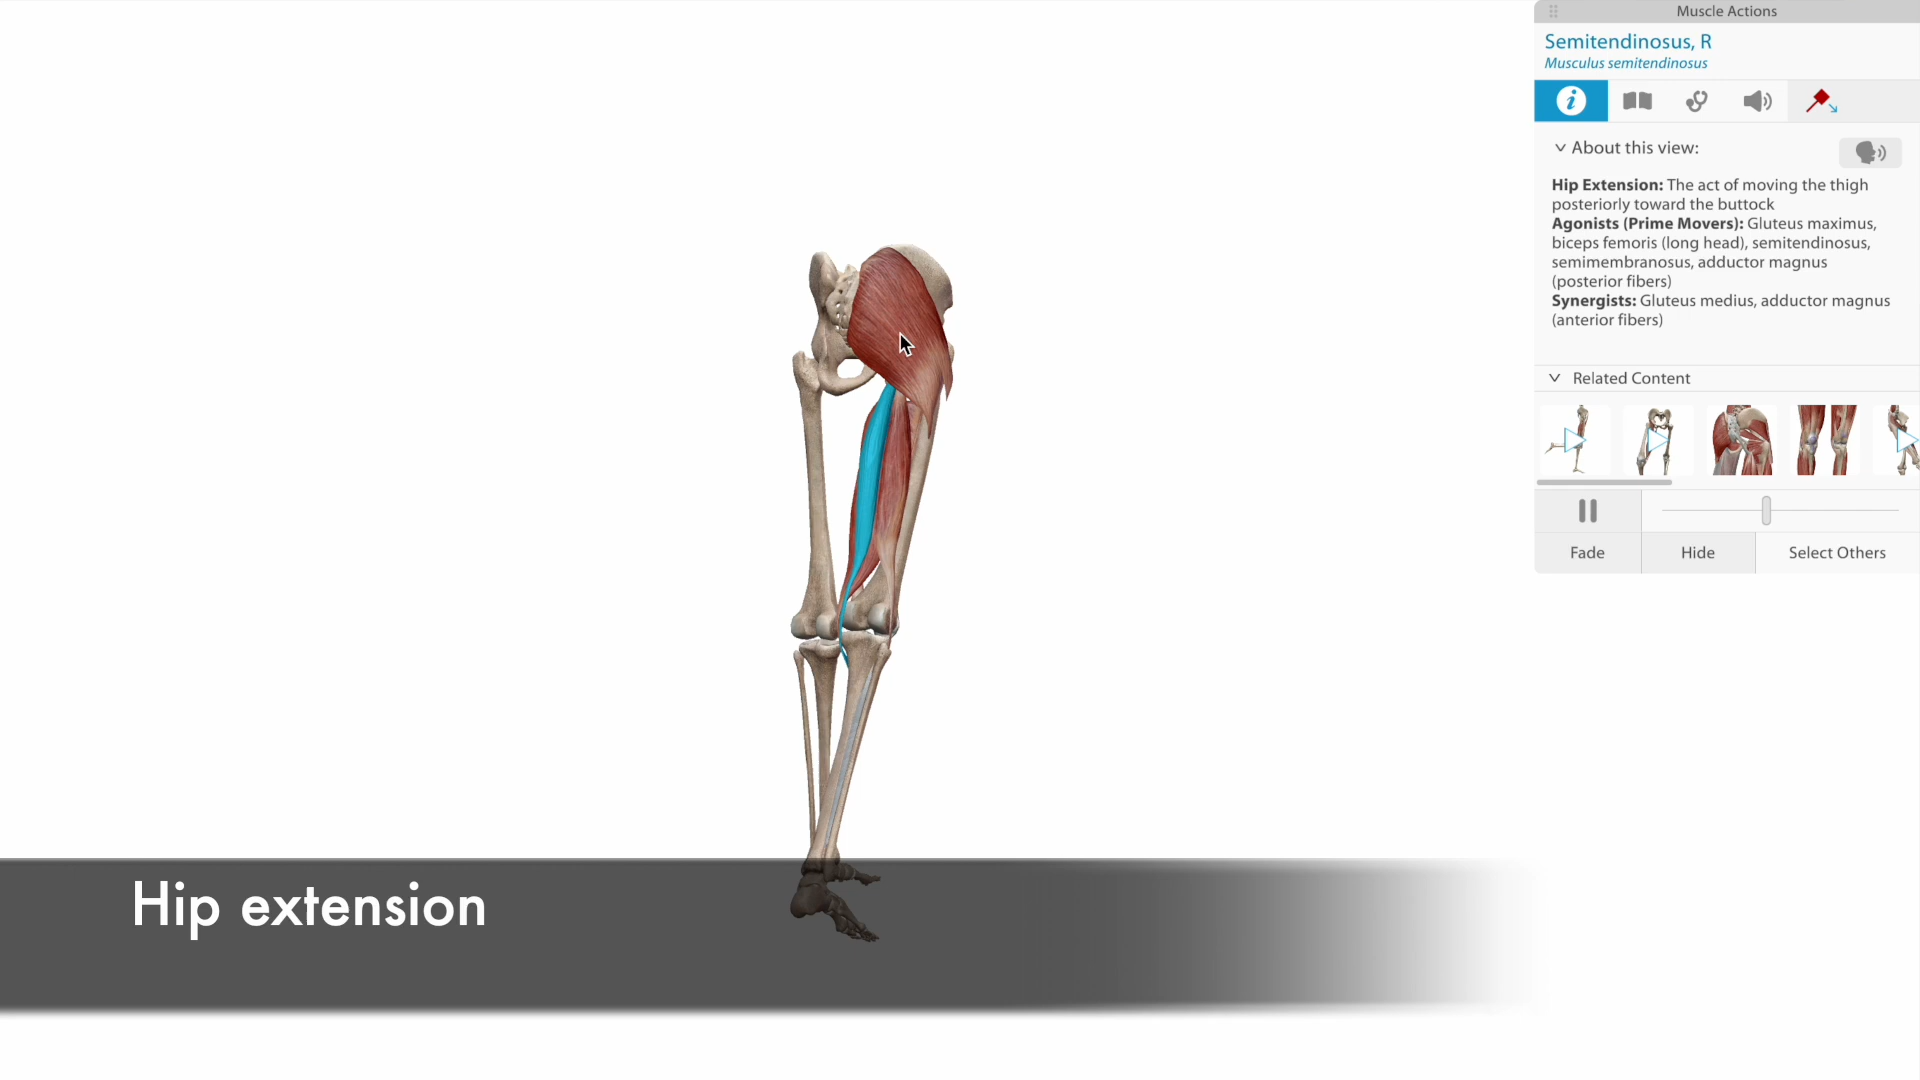 Muscle Actions
Semitendinosus, R
Musculus semitendinosus
About this view:
Hip Extension: The act of moving the thigh
posteriorly toward the buttock
Agonists (Prime Movers): Gluteus maximus,
biceps femoris (long head), semitendinosus,
semimembranosus, adductor magnus
(posterior fibers)
Synergists: Gluteus medius, adductor magnus
(anterior fibers)
Related Content
Fade Hide Select Others
Hip extension